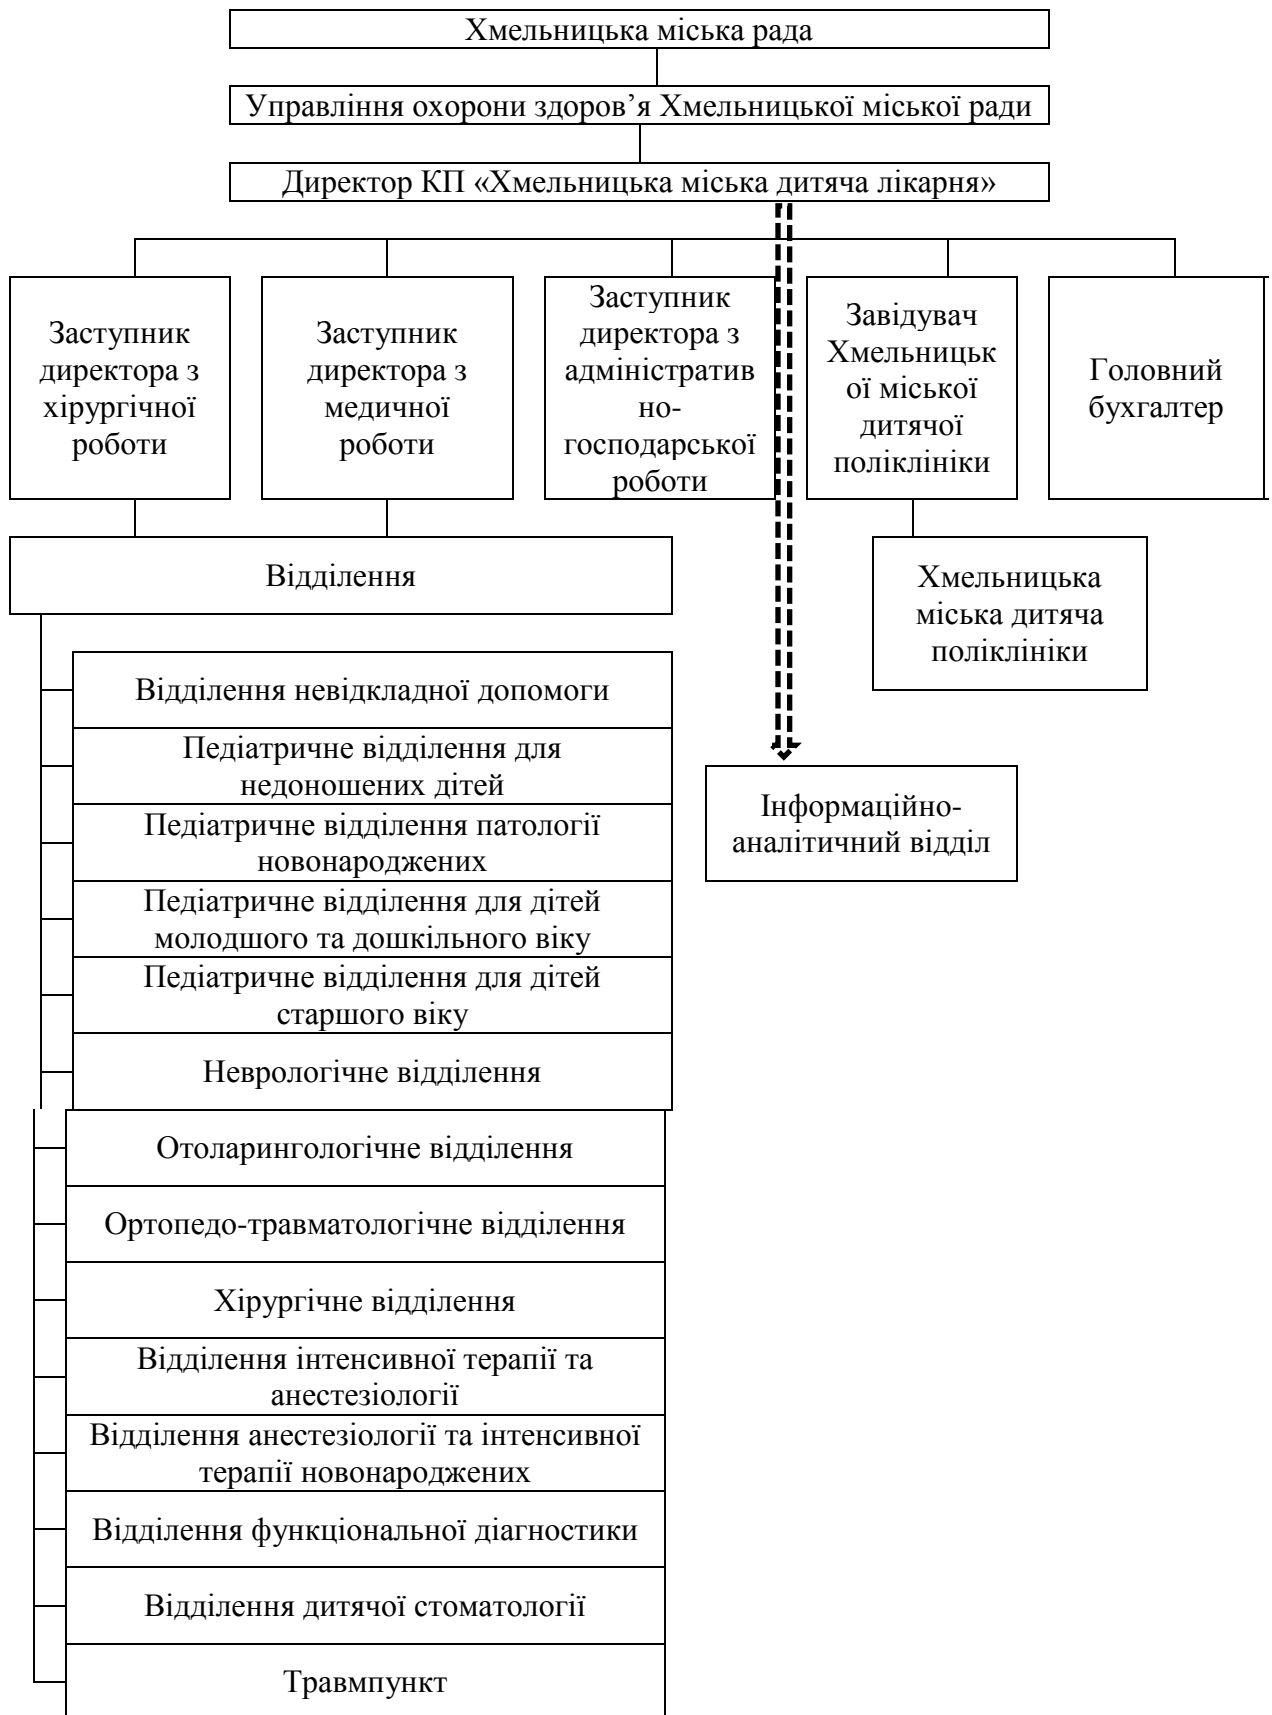 Хмельницька міська рада
Управління охорони здоров’я Хмельницької міської ради
Директор КП «Хмельницька міська дитяча лікарня»
Заступник
директора з
хірургічної
роботи
Заступник
директора з
медичної
роботи
Заступник
директора з
адміністратив
но-
господарської
роботи
Завідувач
Хмельницьк
ої міської
дитячої
поліклініки
Головний
бухгалтер
Відділення
Хмельницька
міська дитяча
поліклініки
Відділення невідкладної допомоги
Педіатричне відділення для
недоношених дітей
Педіатричне відділення патології
новонароджених
Педіатричне відділення для дітей
молодшого та дошкільного віку
Педіатричне відділення для дітей
старшого віку
Неврологічне відділення
Інформаційно-
аналітичний відділ
Отоларингологічне відділення
Ортопедо-травматологічне відділення
Хірургічне відділення
Відділення інтенсивної терапії та
анестезіології
Відділення анестезіології та інтенсивної
терапії новонароджених
Відділення функціональної діагностики
Відділення дитячої стоматології
Травмпункт